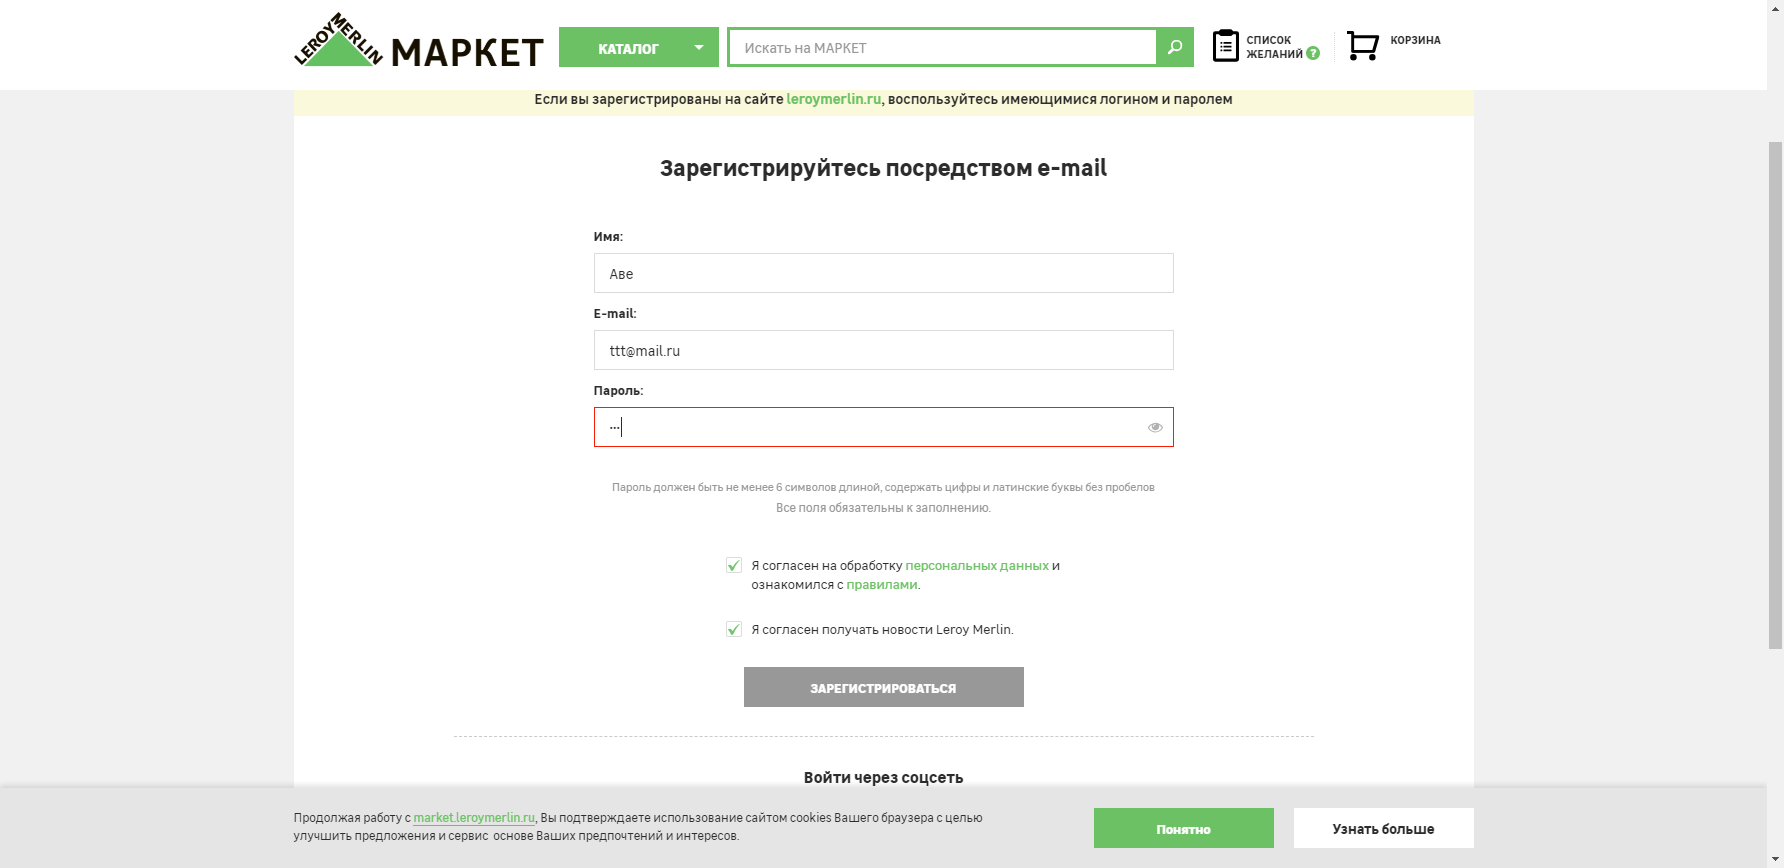 LEROY MERLIN МАРКЕТ
КАТАЛОГ
Искать на МАРКЕТ
СПИСОК
ЖЕЛАНИЙ ?
КОРЗИНА
Если вы зарегистрированы на сайте leroymerlin.ru, воспользуйтесь имеющимися логином и паролем
Зарегистрируйтесь посредством e-mail
Имя:
Аве
E-mail:
ttt@mail.ru
Пароль:
Пароль должен быть не менее 6 символов длиной, содержать цифры и латинские буквы без пробелов
Все поля обязательны к заполнению.
Я согласен на обработку персональных данных и
ознакомился с правилами.
Я согласен получать новости Leroy Merlin.
ЗАРЕГИСТРИРОВАТЬСЯ
Войти через соцсеть
Продолжая работу с market.leroymerlin.ru, Вы подтверждаете использование сайтом cookies Вашего браузера с целью
улучшить предложения и сервис основе Ваших предпочтений и интересов.
Понятно
Узнать больше